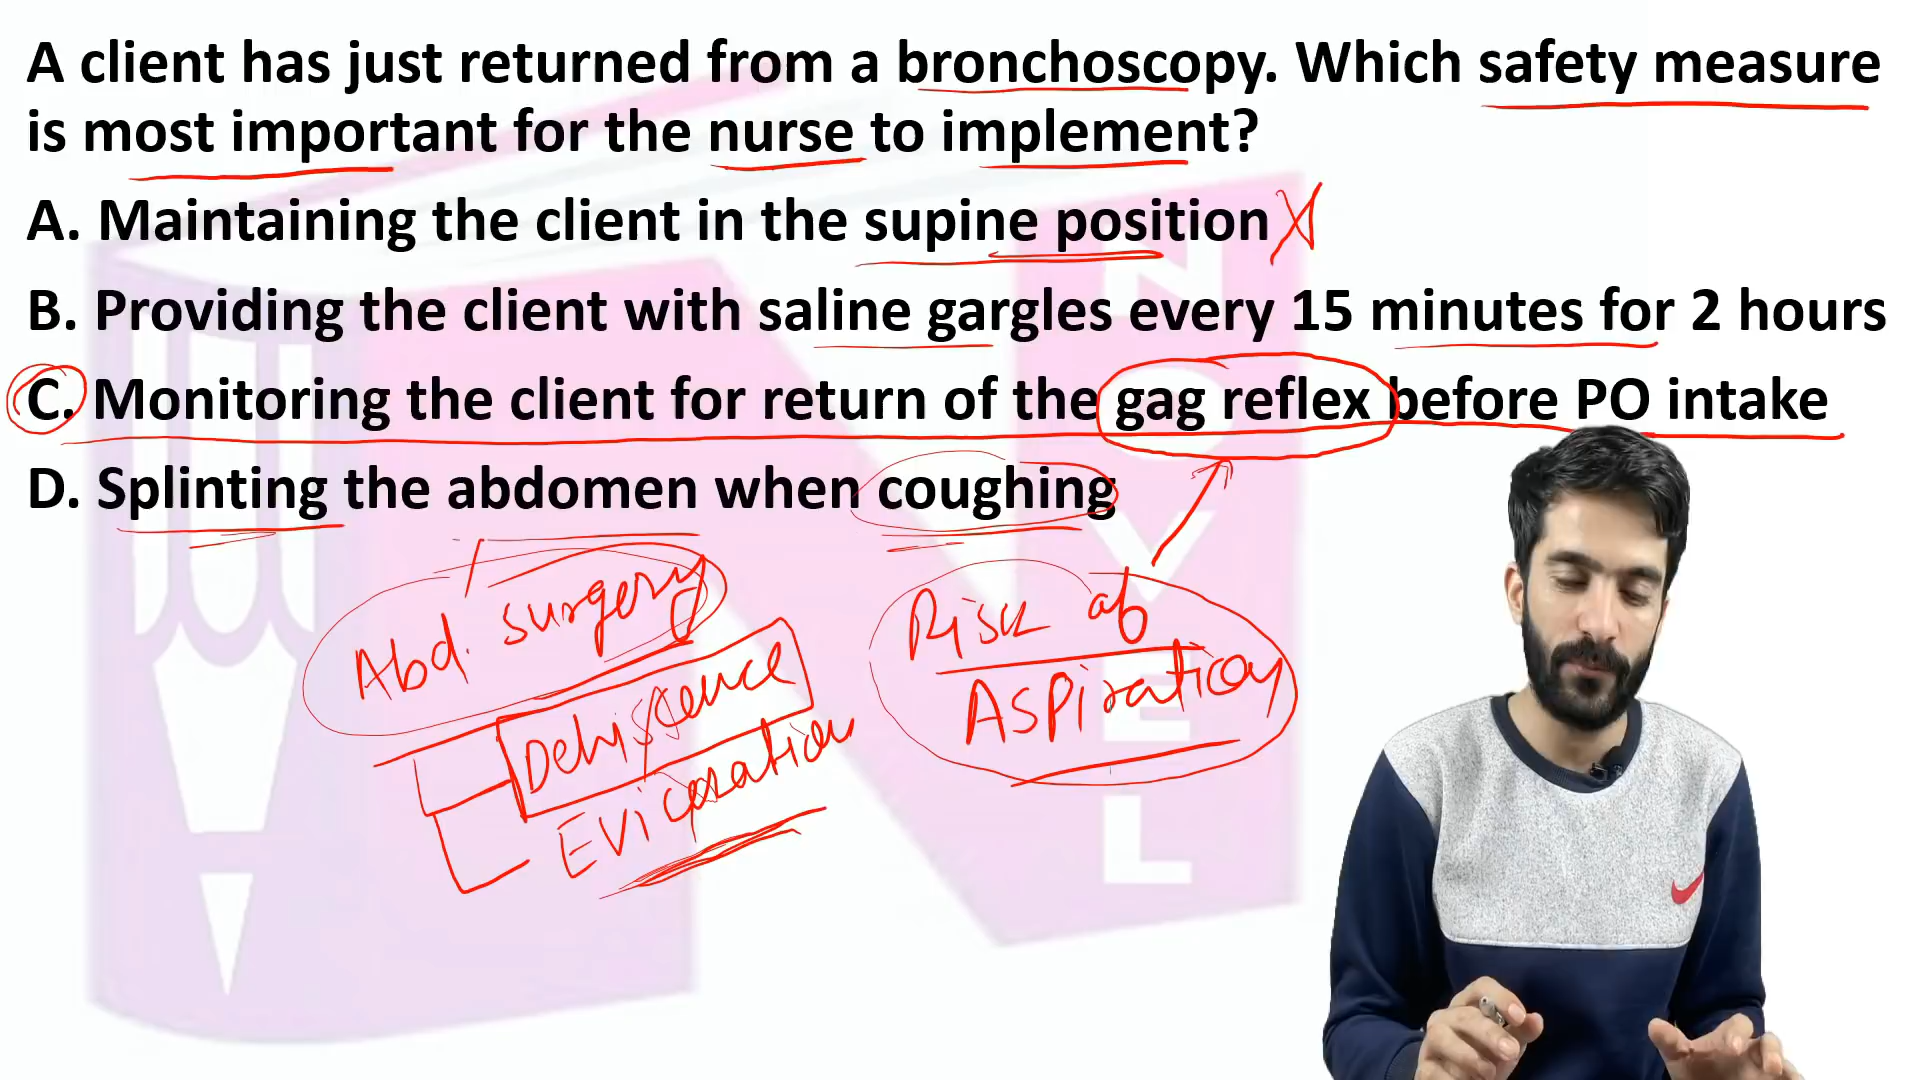 A client has just returned from a bronchoscopy. Which safety measure
is most important for the nurse to implement?
A. Maintaining the client in the supine position
B. Providing the client with saline gargles every 15 minutes for 2 hours
C. Monitoring the client for return of the gag reflex before PO intake
D. Splinting the abdomen when coughing
Abd. surgery
Dehiscence
Eviceration
Risk of
Aspiration
NOVEL